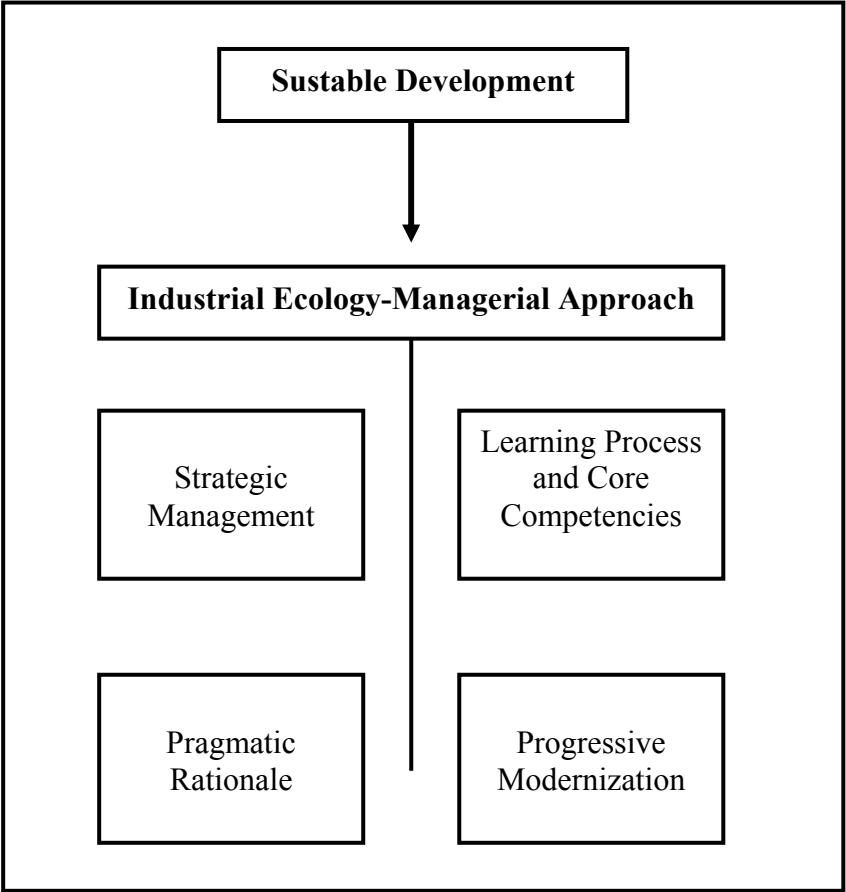 Sustable Development
Industrial Ecology-Managerial Approach
Strategic
Management
Learning Process
and Core
Competencies
Pragmatic
Rationale
Progressive
Modernization